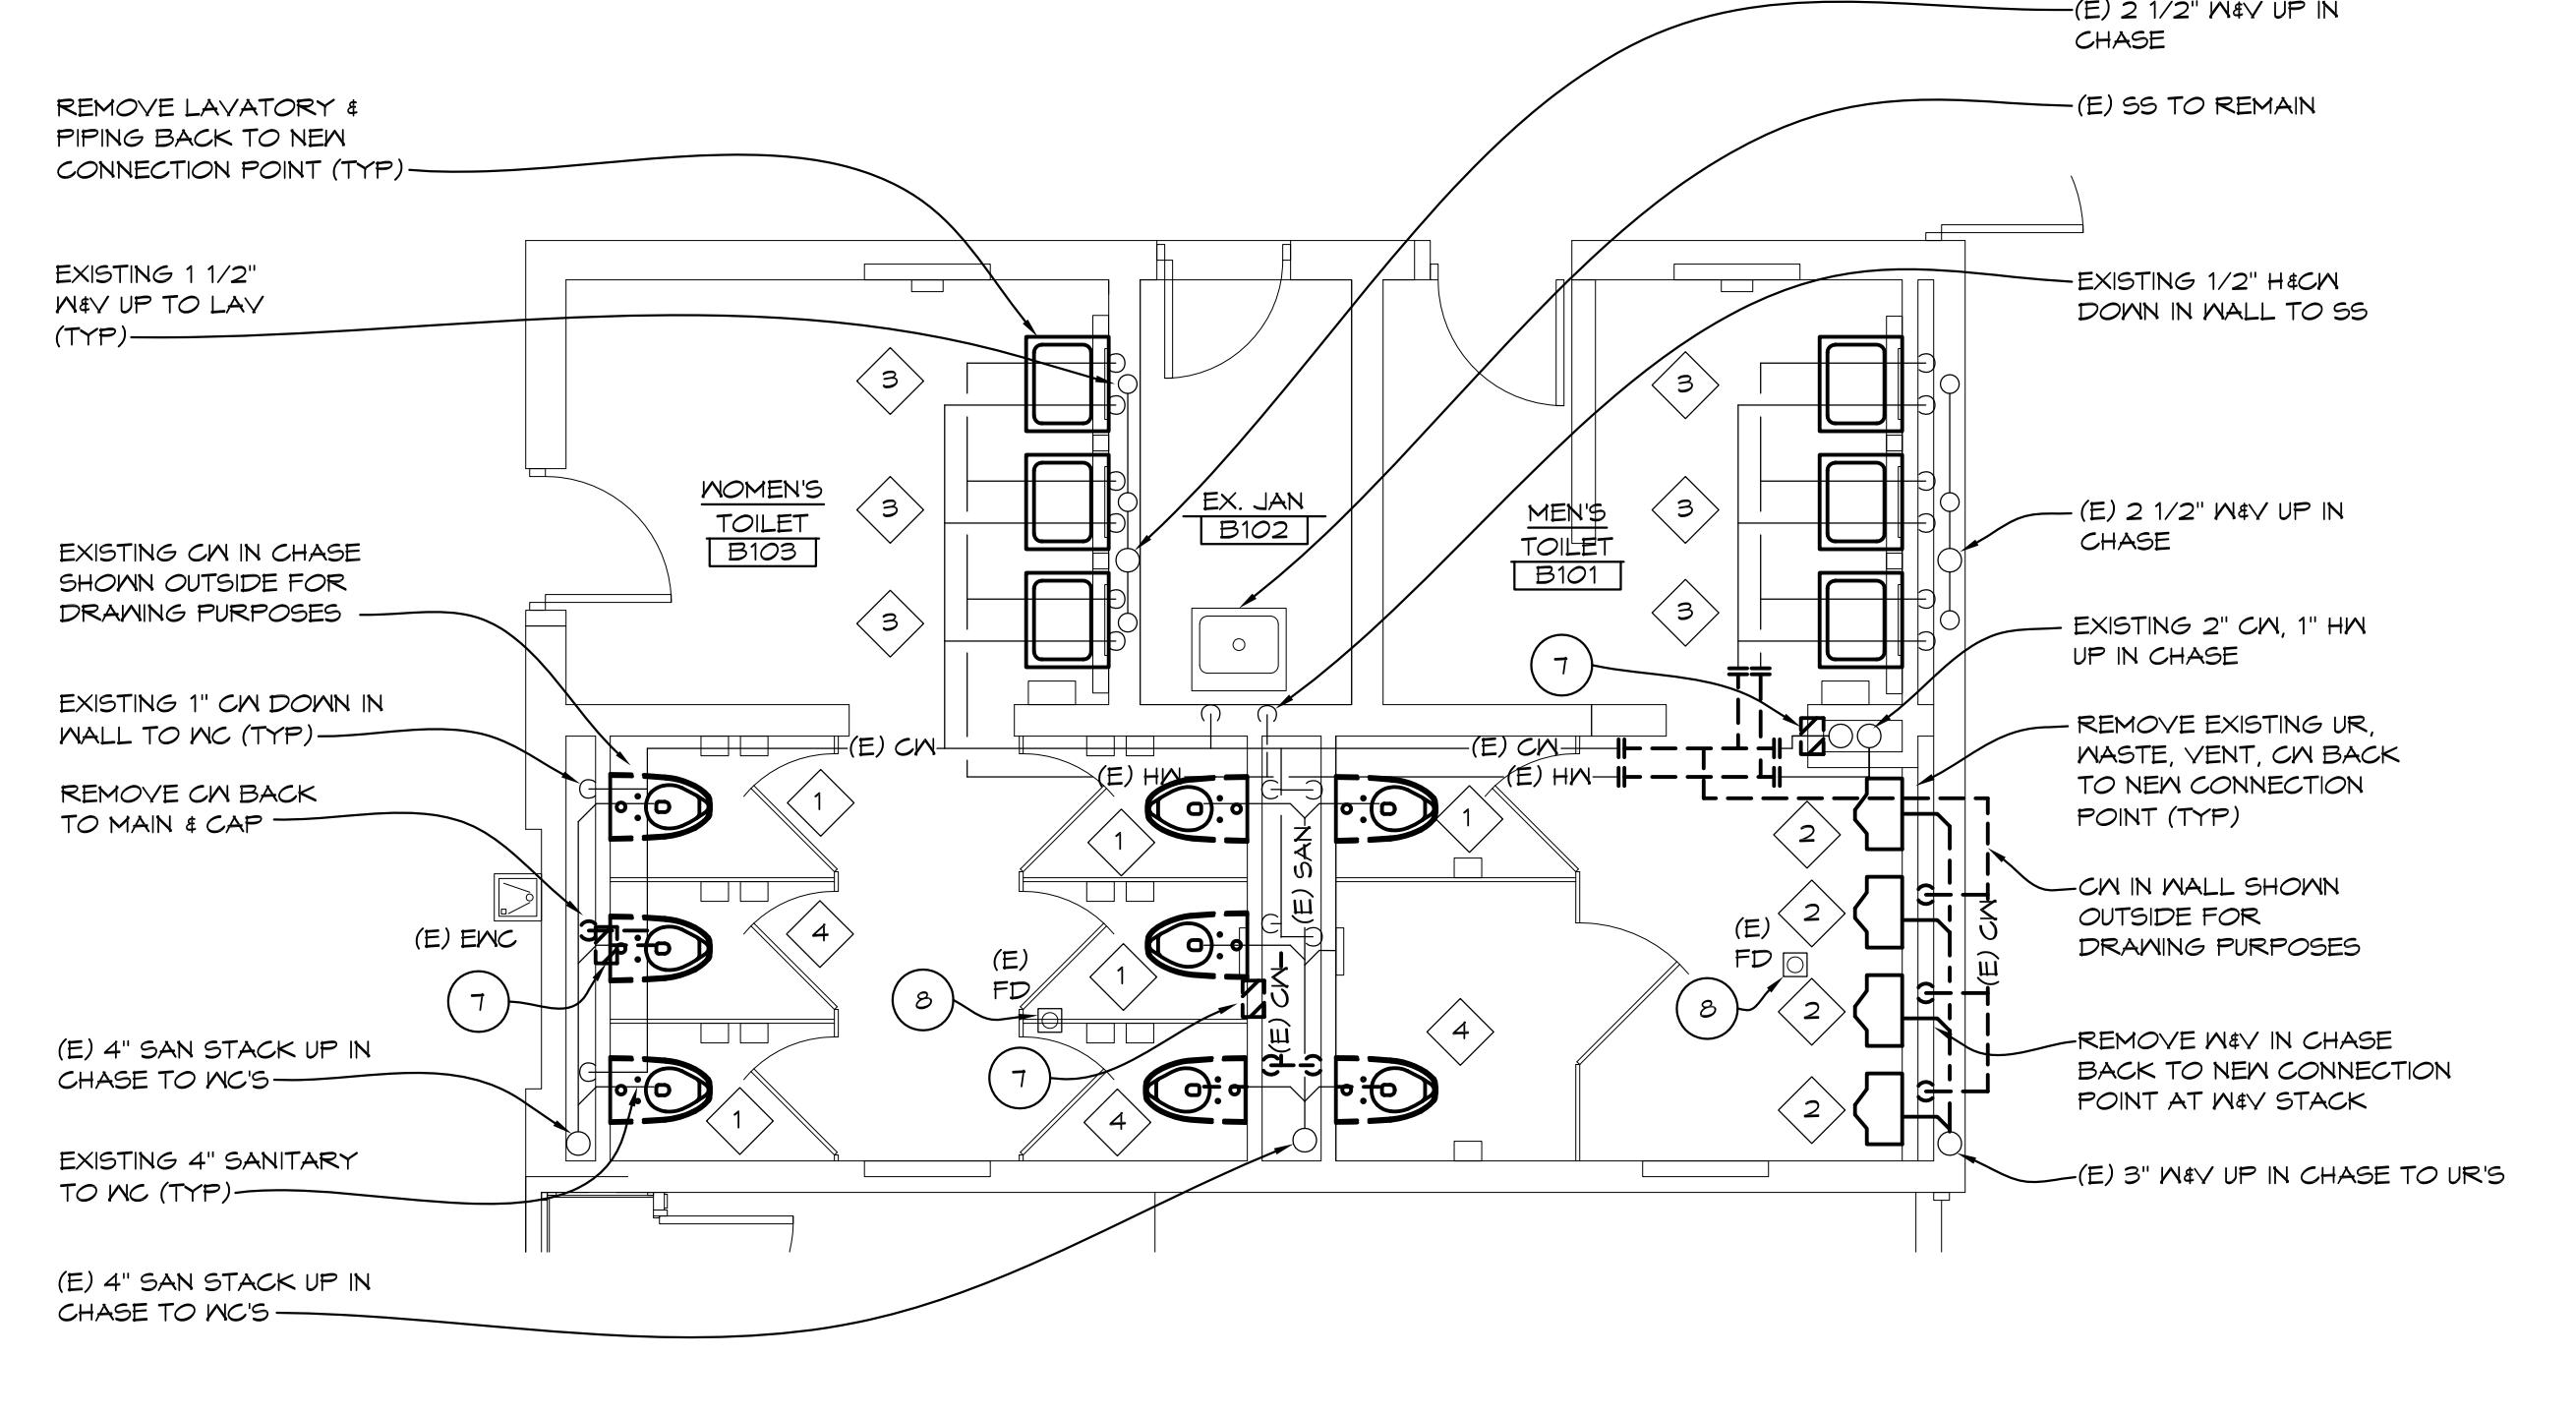 (E) 2 1/2" W&V UP IN
CHASE
REMOVE LAVATORY &
PIPING BACK TO NEW
CONNECTION POINT (TYP)
(E) SS TO REMAIN
EXISTING 1 1/2"
W&V UP TO LAV
(TYP)
EXISTING 1/2" H&CW
DOWN IN WALL TO SS
3
3
3
3
3
3
WOMEN'S
TOILET
B103
EX. JAN
B102
MEN'S
TOILET
B101
(E) 2 1/2" W&V UP IN
CHASE
EXISTING CW IN CHASE
SHOWN OUTSIDE FOR
DRAWING PURPOSES
EXISTING 2" CW, 1" HW
UP IN CHASE
7
EXISTING 1" CW DOWN IN
WALL TO WC (TYP)
(E) CW
(E) CW
(E) HW
(E) HW
REMOVE EXISTING UR,
WASTE, VENT, CW BACK
TO NEW CONNECTION
POINT (TYP)
REMOVE CW BACK
TO MAIN & CAP
1
1
1
2
(E) SAN
CW IN WALL SHOWN
OUTSIDE FOR
DRAWING PURPOSES
(E) EWC
4
1
(E)
FD
(E)
FD
2
(E) CW
(E) CW
7
8
7
8
4
2
REMOVE W&V IN CHASE
BACK TO NEW CONNECTION
POINT AT W&V STACK
(E) 4" SAN STACK UP IN
CHASE TO WC'S
1
4
2
EXISTING 4" SANITARY
TO WC (TYP)
(E) 3" W&V UP IN CHASE TO UR'S
(E) 4" SAN STACK UP IN
CHASE TO WC'S